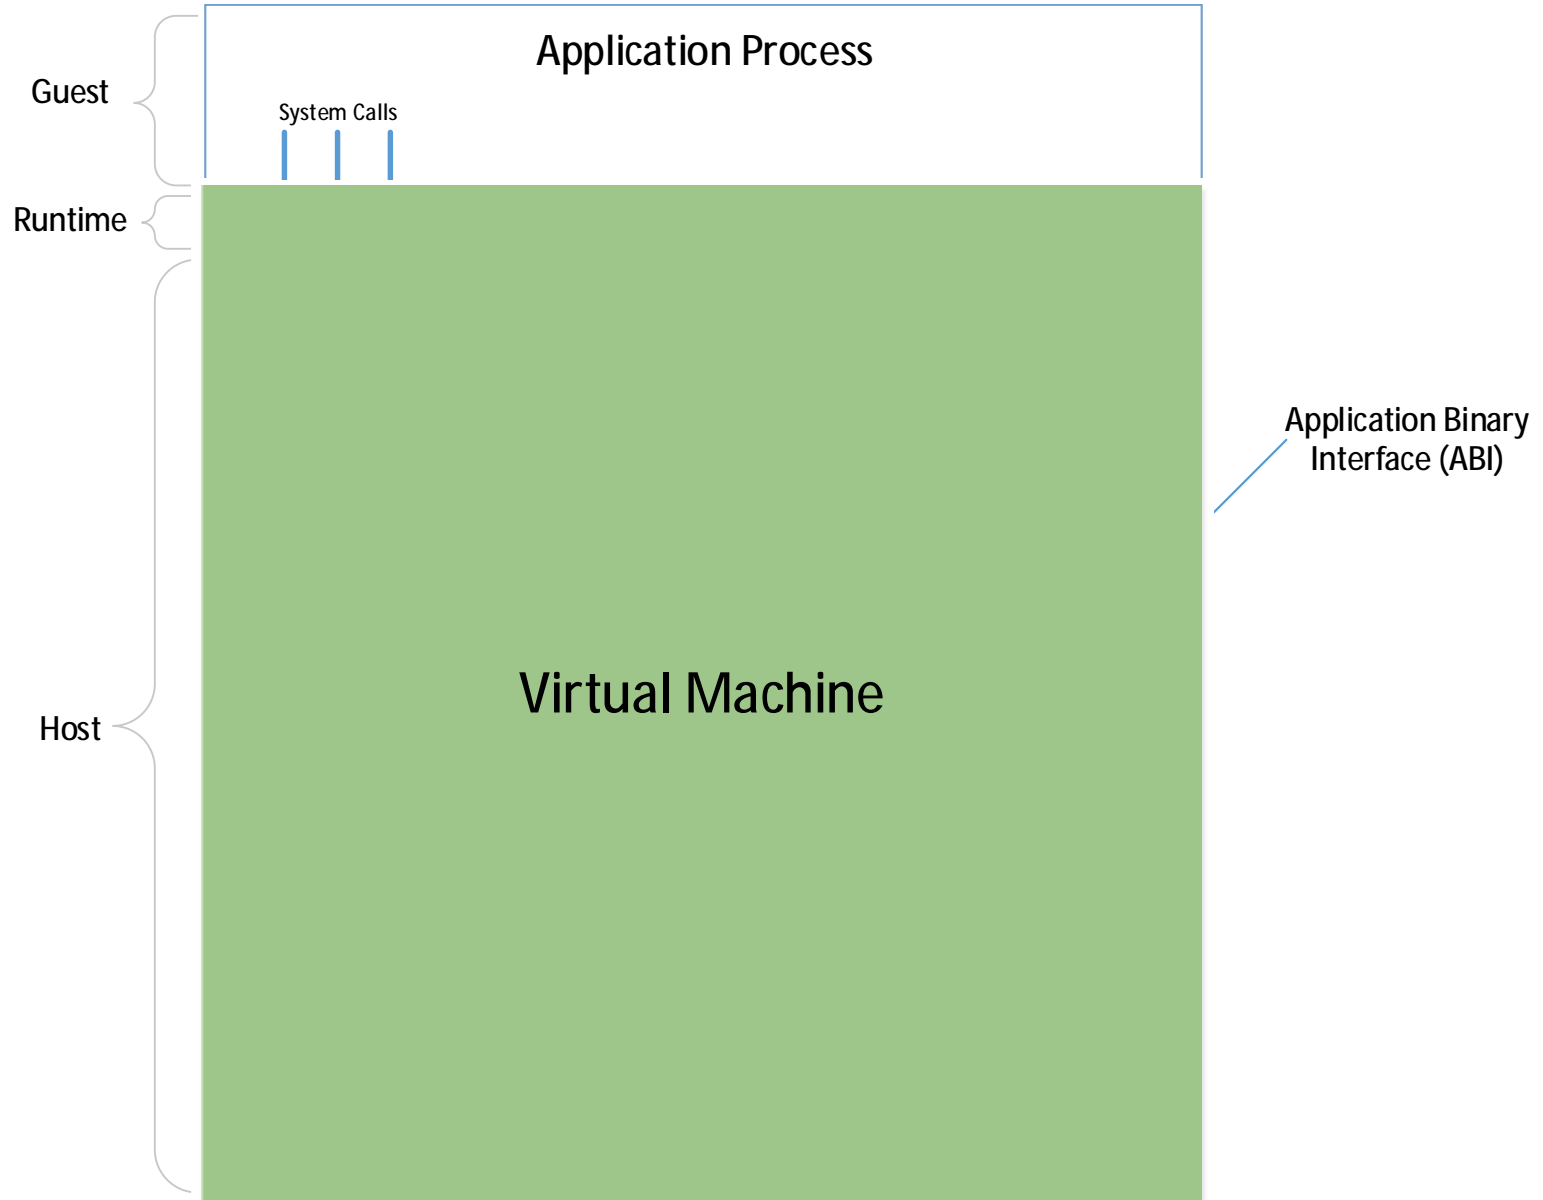 Application Process
Guest
System Calls
Runtime
Application Binary
Interface (ABI)
Virtual Machine
Host